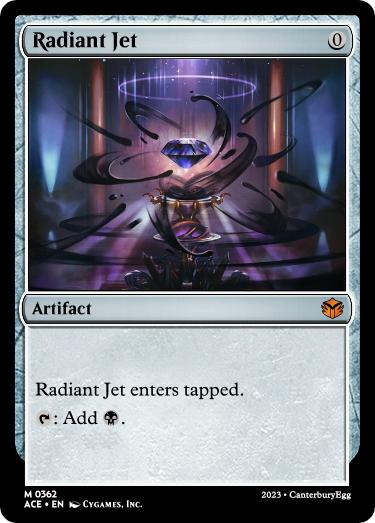 Radiant Jet 0
Artifact
Radiant Jet enters tapped.
: Add .
M 0362
ACE • EN Cygames, Inc.
2023 • CanterburyEgg